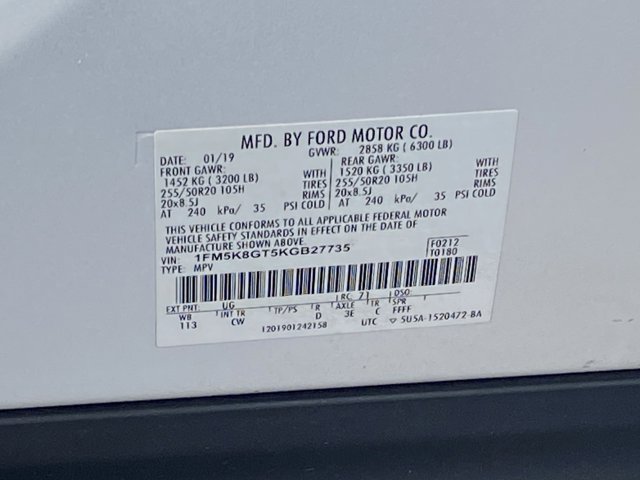 MFD. BY FORD MOTOR CO.
DATE: 01/19 GVWR: 2858 KG ( 6300 LB)
FRONT GAWR: REAR GAWR:
1452 KG ( 3200 LB) WITH 1520 KG ( 3350 LB) WITH
255/50R20 105H TIRES 255/50R20 105H TIRES
20x8.5J RIMS 20x8.5J RIMS
AT 240 kPa/ 35 PSI COLD AT 240 kPa/ 35 PSI COLD
THIS VEHICLE CONFORMS TO ALL APPLICABLE FEDERAL MOTOR
VEHICLE SAFETY STANDARDS IN EFFECT ON THE DATE OF
MANUFACTURE SHOWN ABOVE.
VIN: 1FM5K8GT5KGB27735 F0212
TYPE: MPV T0180
EXT PNT: UG RC: 71 DSO:
WB INT TR TP/PS R AXLE TR SPR
113 CW D 3E C FFFF
1201901242158 UTC ▽ 5U5A-1520472-BA